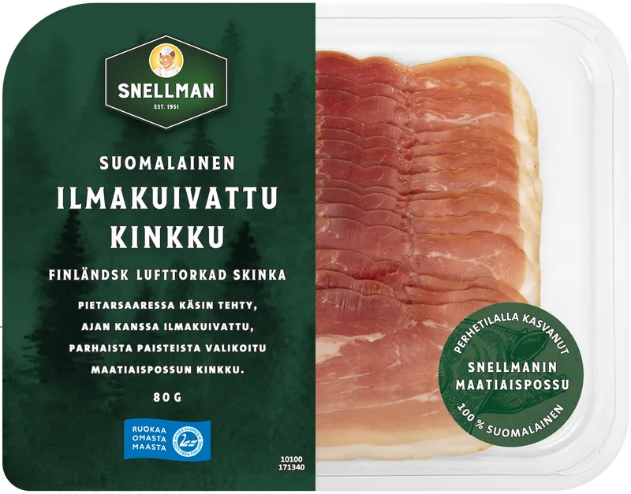 SNELLMAN
EST. 1951
SUOMALAINEN
ILMAKUIVATTU
KINKKU
FINLÄNDSK LUFTTORKAD SKINKA
PIETARSAARESSA KÄSIN TEHTY,
AJAN KANSSA ILMAKUIVATTU,
PARHAISTA PAISTEISTA VALIKOITU
MAATIAISPOSSUN KINKKU.
80 G
RUOKAA
OMASTA
MAASTA
10100
171340
PERHETILALLA KASVANUT
SNELLMANIN
MAATIAISPOSSU
100 % SUOMALAINEN